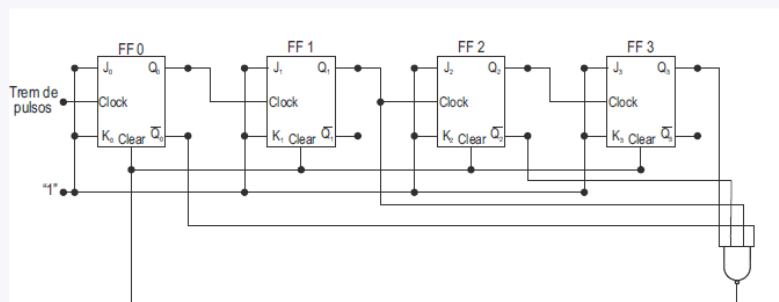 FF 0 FF 1 FF 2 FF 3
J₀ Q₀ J₁ Q₁ J₂ Q₂ J₃ Q₃
Trem de
pulsos
Clock Clock Clock Clock
K₀ Clear Q̅₀ K₁ Clear Q̅₁ K₂ Clear Q̅₂ K₃ Clear Q̅₃
“1”